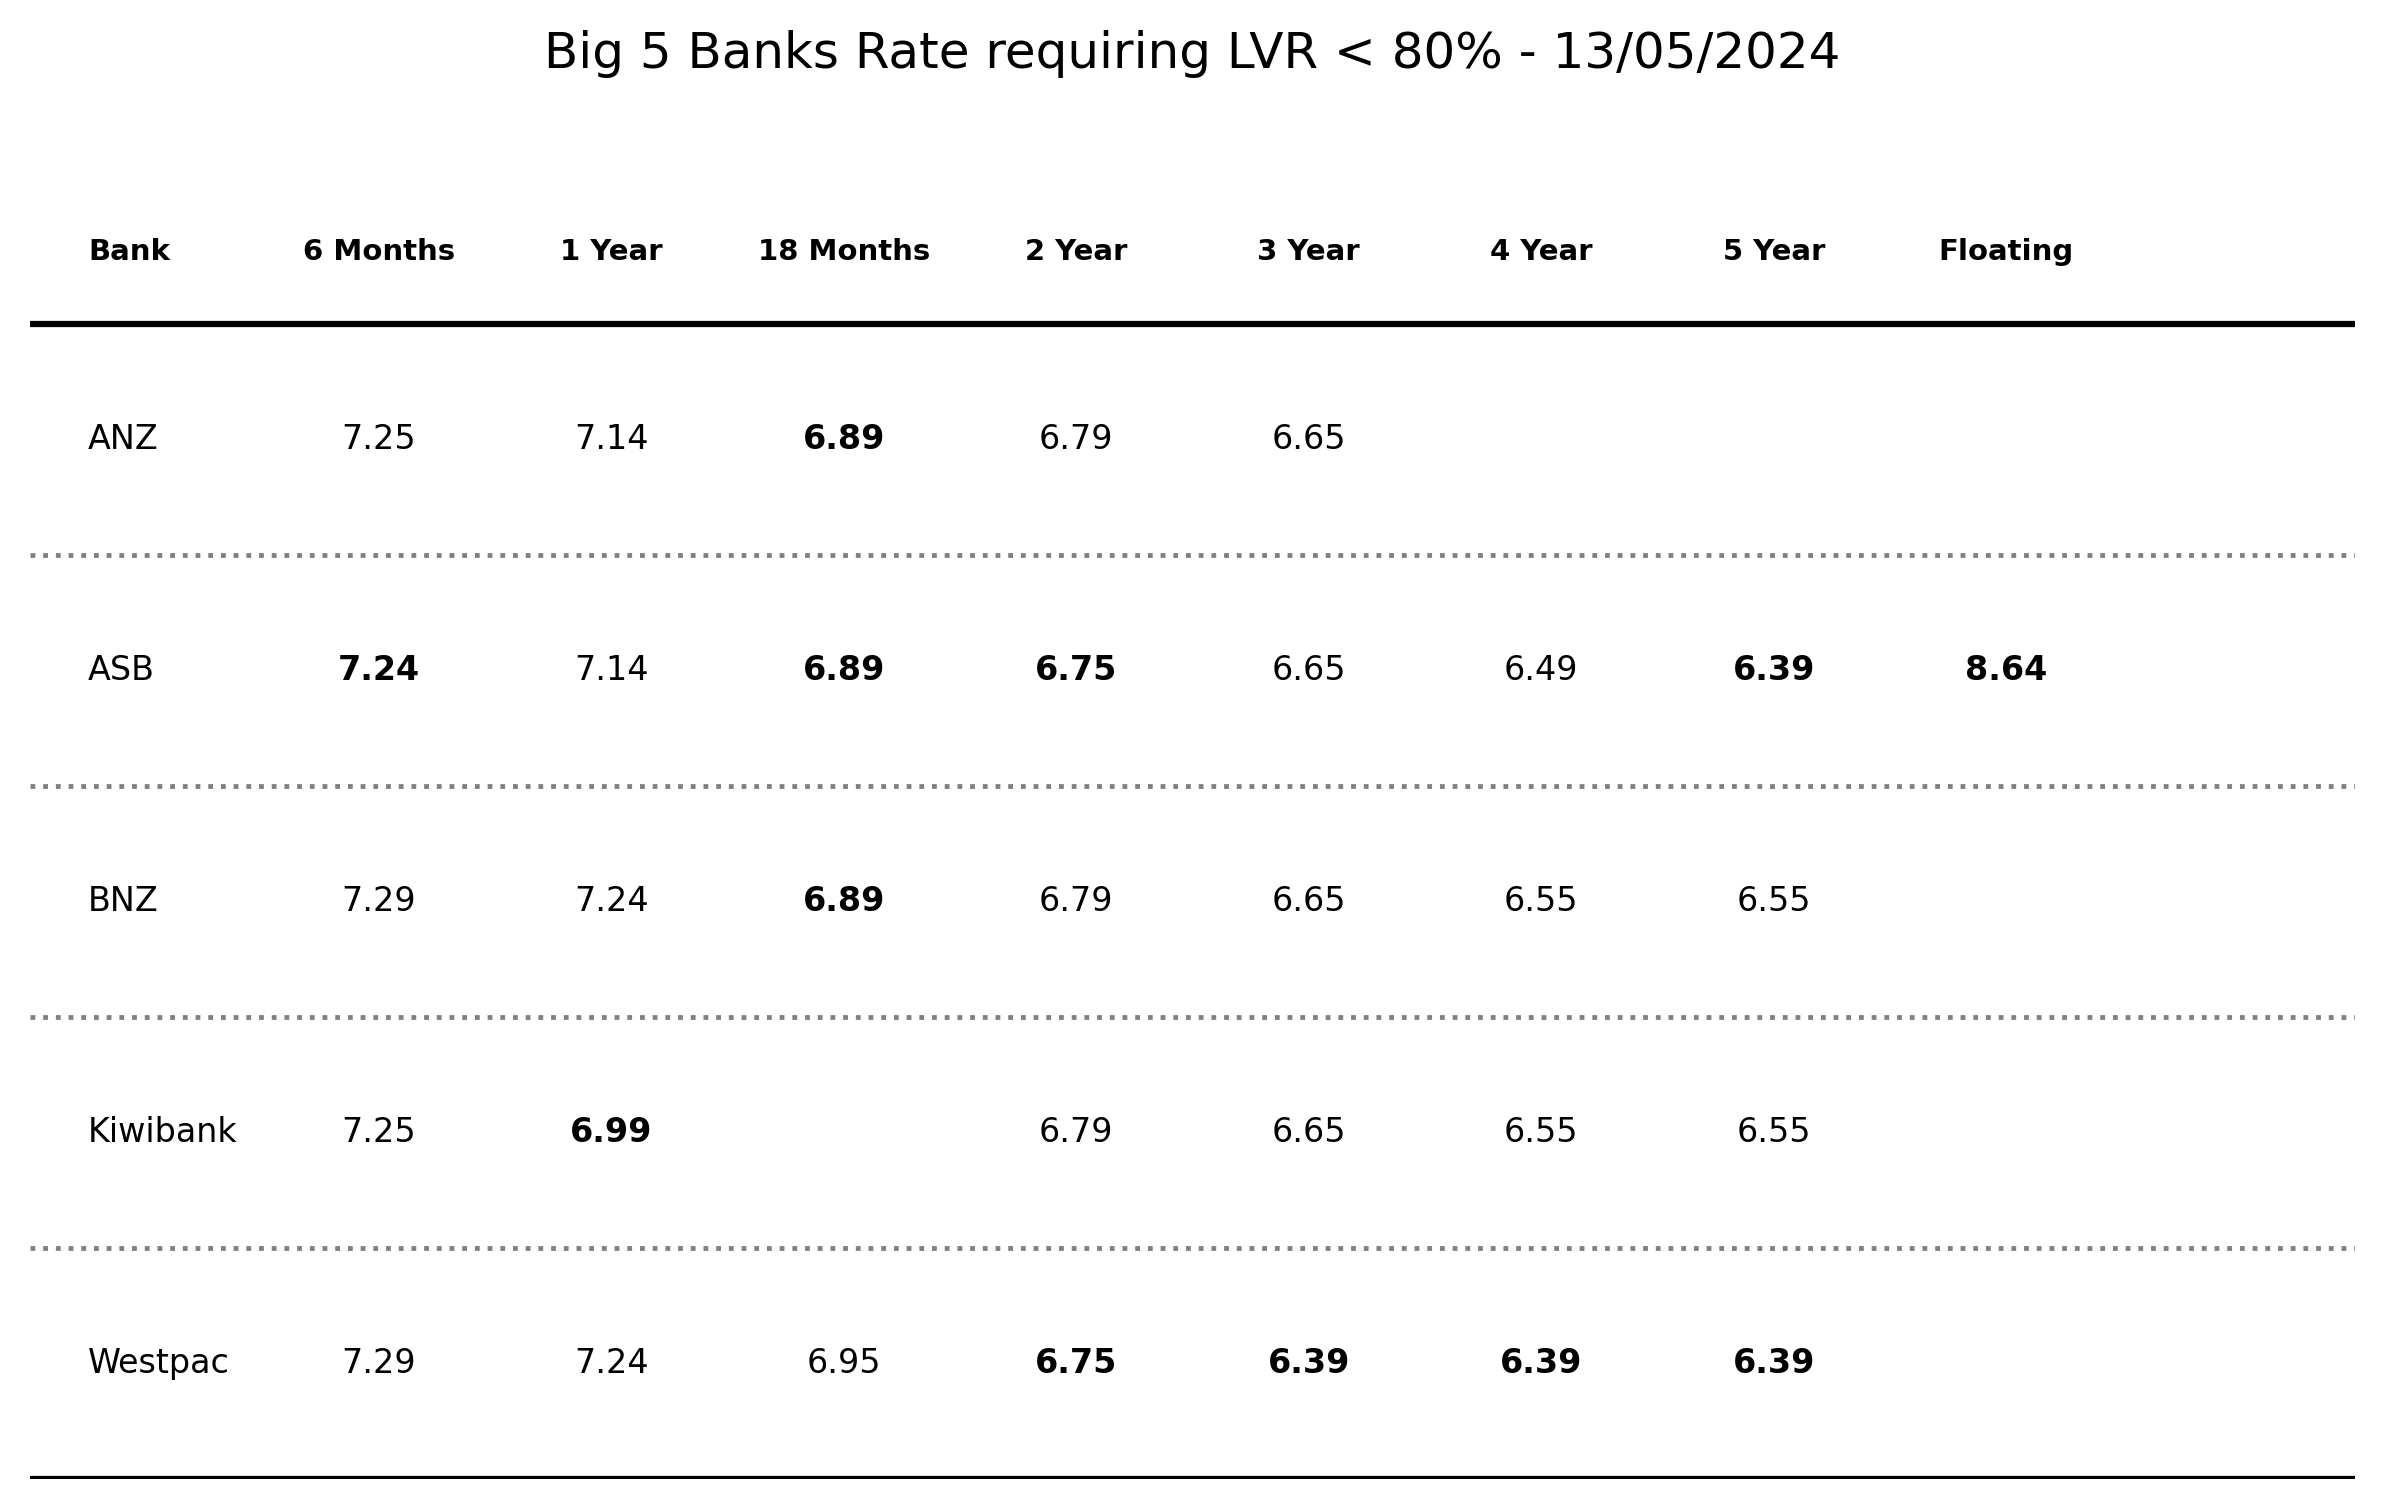 Big 5 Banks Rate requiring LVR < 80% - 13/05/2024
Bank 6 Months 1 Year 18 Months 2 Year 3 Year 4 Year 5 Year Floating
ANZ 7.25 7.14 6.89 6.79 6.65
ASB 7.24 7.14 6.89 6.75 6.65 6.49 6.39 8.64
BNZ 7.29 7.24 6.89 6.79 6.65 6.55 6.55
Kiwibank 7.25 6.99 6.79 6.65 6.55 6.55
Westpac 7.29 7.24 6.95 6.75 6.39 6.39 6.39